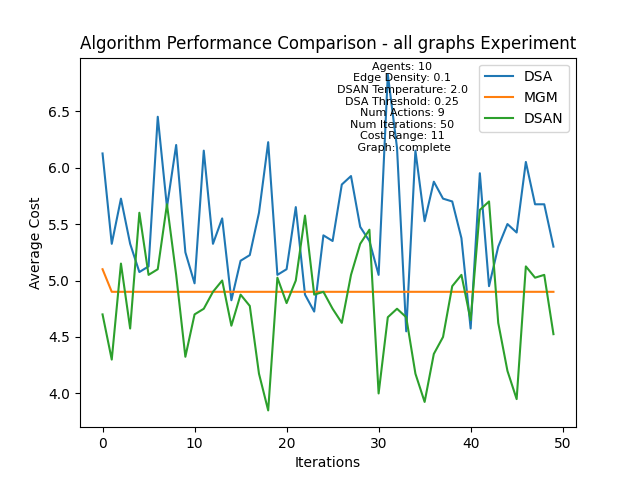 Algorithm Performance Comparison - all graphs Experiment
Agents: 10
Edge Density: 0.1
DSAN Temperature: 2.0
DSA Threshold: 0.25
Num Actions: 9
Num Iterations: 50
Cost Range: 11
Graph: complete
DSA
MGM
DSAN
Average Cost
6.5
6.0
5.5
5.0
4.5
4.0
0 10 20 30 40 50
Iterations